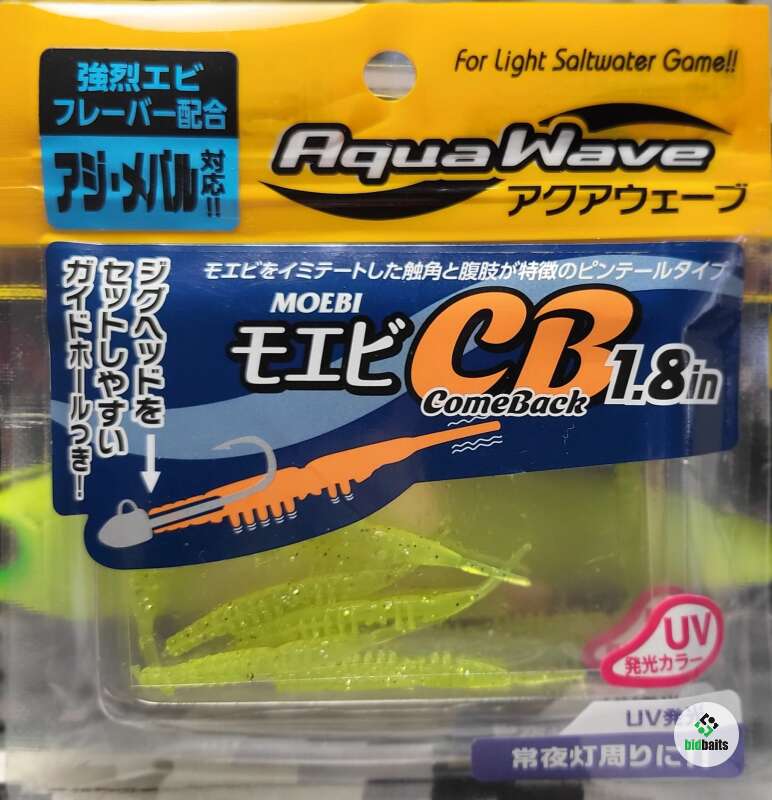 強烈エビ
フレーバー配合
アジ・メバル対応!!
For Light Saltwater Game!!
AquaWave
アクアウェーブ
モエビをイミテートした触角と腹肢が特徴のピンテールタイプ
MOEBI
モエビ CB 1.8in
ComeBack
ジグヘッドを
セットしやすい
ガイドホールつき!
UV
発光カラー
UV発光
常夜灯周りに!!
bidbaits